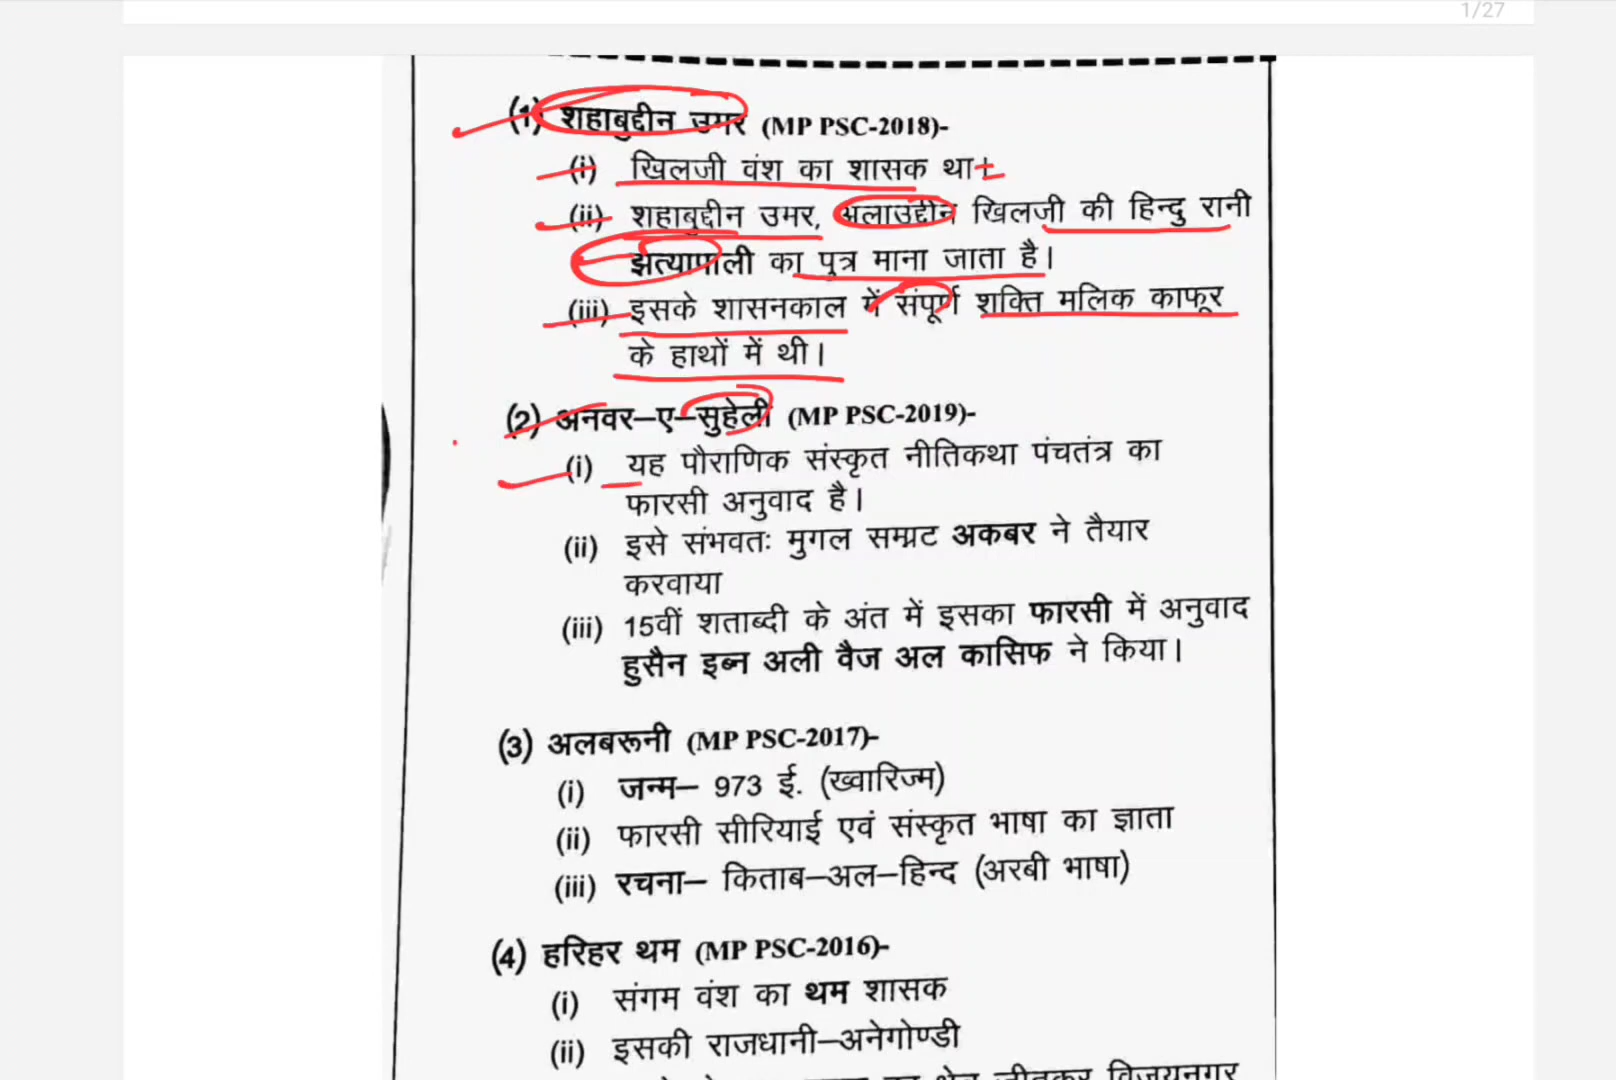 1/27
(1) शहाबुद्दीन उमर (MP PSC-2018)-
(i) खिलजी वंश का शासक था।
(ii) शहाबुद्दीन उमर, अलाउद्दीन खिलजी की हिन्दु रानी
झत्यापाली का पुत्र माना जाता है।
(iii) इसके शासनकाल में संपूर्ण शक्ति मलिक काफूर
के हाथों में थी।
(2) अनवर–ए–सुहेली (MP PSC-2019)-
(i) यह पौराणिक संस्कृत नीतिकथा पंचतंत्र का
फारसी अनुवाद है।
(ii) इसे संभवतः मुगल सम्राट अकबर ने तैयार
करवाया
(iii) 15वीं शताब्दी के अंत में इसका फारसी में अनुवाद
हुसैन इब्न अली वैज अल कासिफ ने किया।
(3) अलबरूनी (MP PSC-2017)-
(i) जन्म– 973 ई. (ख्वारिज्म)
(ii) फारसी सीरियाई एवं संस्कृत भाषा का ज्ञाता
(iii) रचना– किताब–अल–हिन्द (अरबी भाषा)
(4) हरिहर थम (MP PSC-2016)-
(i) संगम वंश का थम शासक
(ii) इसकी राजधानी–अनेगोण्डी
जीतकर विजयनगर